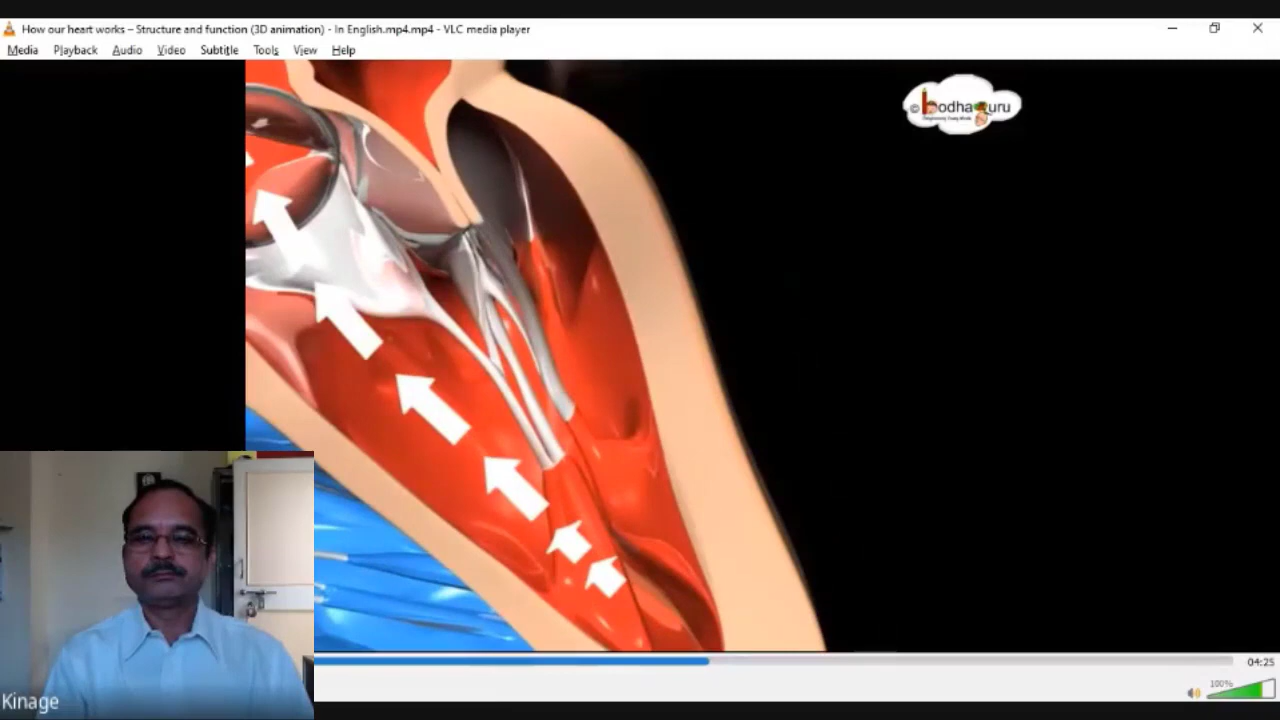 How our heart works – Structure and function (3D animation) - In English.mp4.mp4 - VLC media player
Media Playback Audio Video Subtitle Tools View Help
© bodhaguru
04:25
100%
Kinage